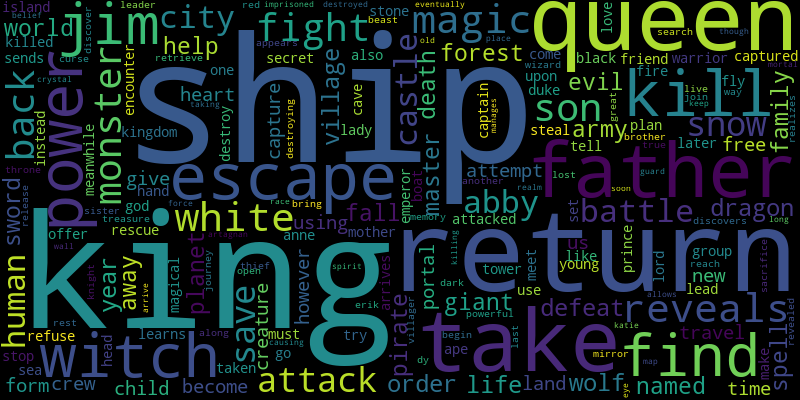 island leader red imprisoned destroyed eventually
belief jim city fight magic queen
world discover beast love search though
killed help stone old place
sends curse retrieve appears also secret forest come black friend warrior captured
back power monster encounter ship village castle death wizard fire kill
instead heart one upon duke evil son fly live way join keep family mortal
meanwhile kingdom destroy capture cave captain manages steal army plan great snow realizes
throne taking destroying lady tell brother later free
give escape master attempt father true
sword hand another lost soon guard
release sister god force race bring emperor boat abby realm battle dragon
treasure white using fall memory attacked set discovers long
offer rescue anne mother killing us prince group sacrifice
wall king artagnan return like reach
human knight year away arrive planet magical journey thief open spirit save creature however arrives portal tower meet young lord new
dark giant use lead allows reveals spell revealed
rest erik pirate villager powerful defeat
refuse witch along must causing try take last katie travel
stop learns head go begin find make
sea taken ape dy mirror map
form crew child become attack order life land wolf eye named time